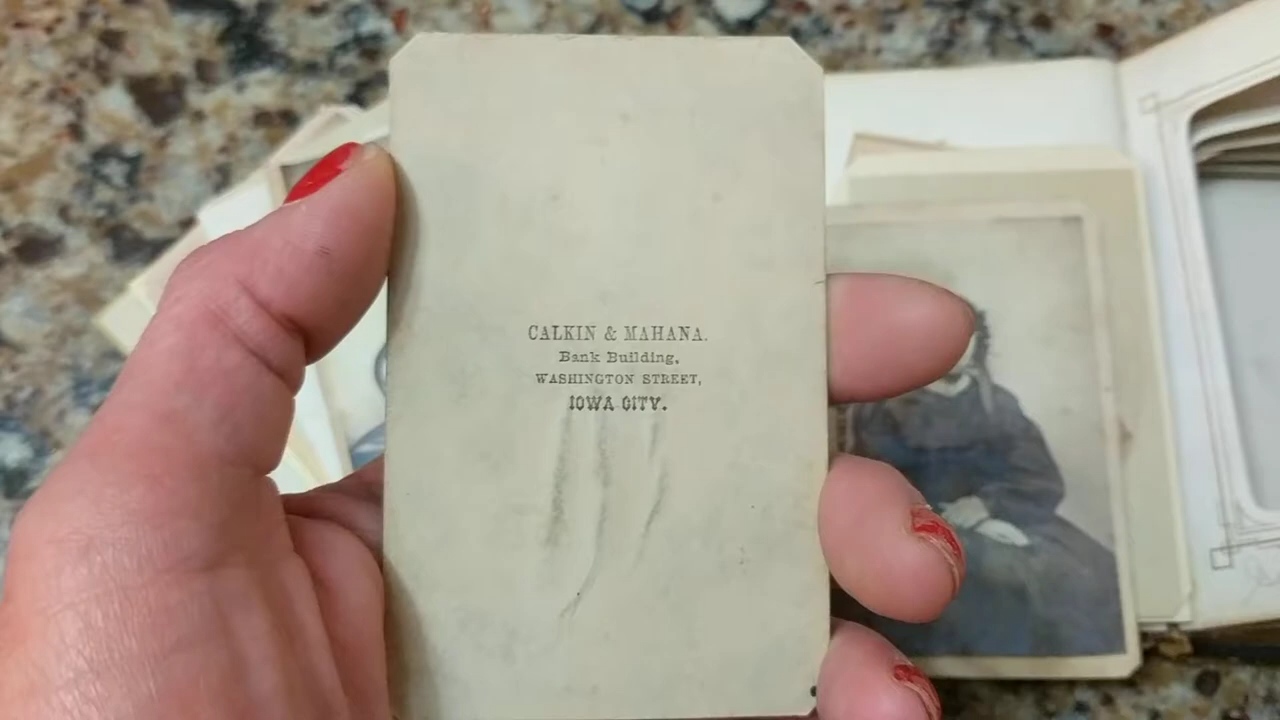 CALKIN & MAHANA.
Bank Building,
WASHINGTON STREET,
IOWA CITY.